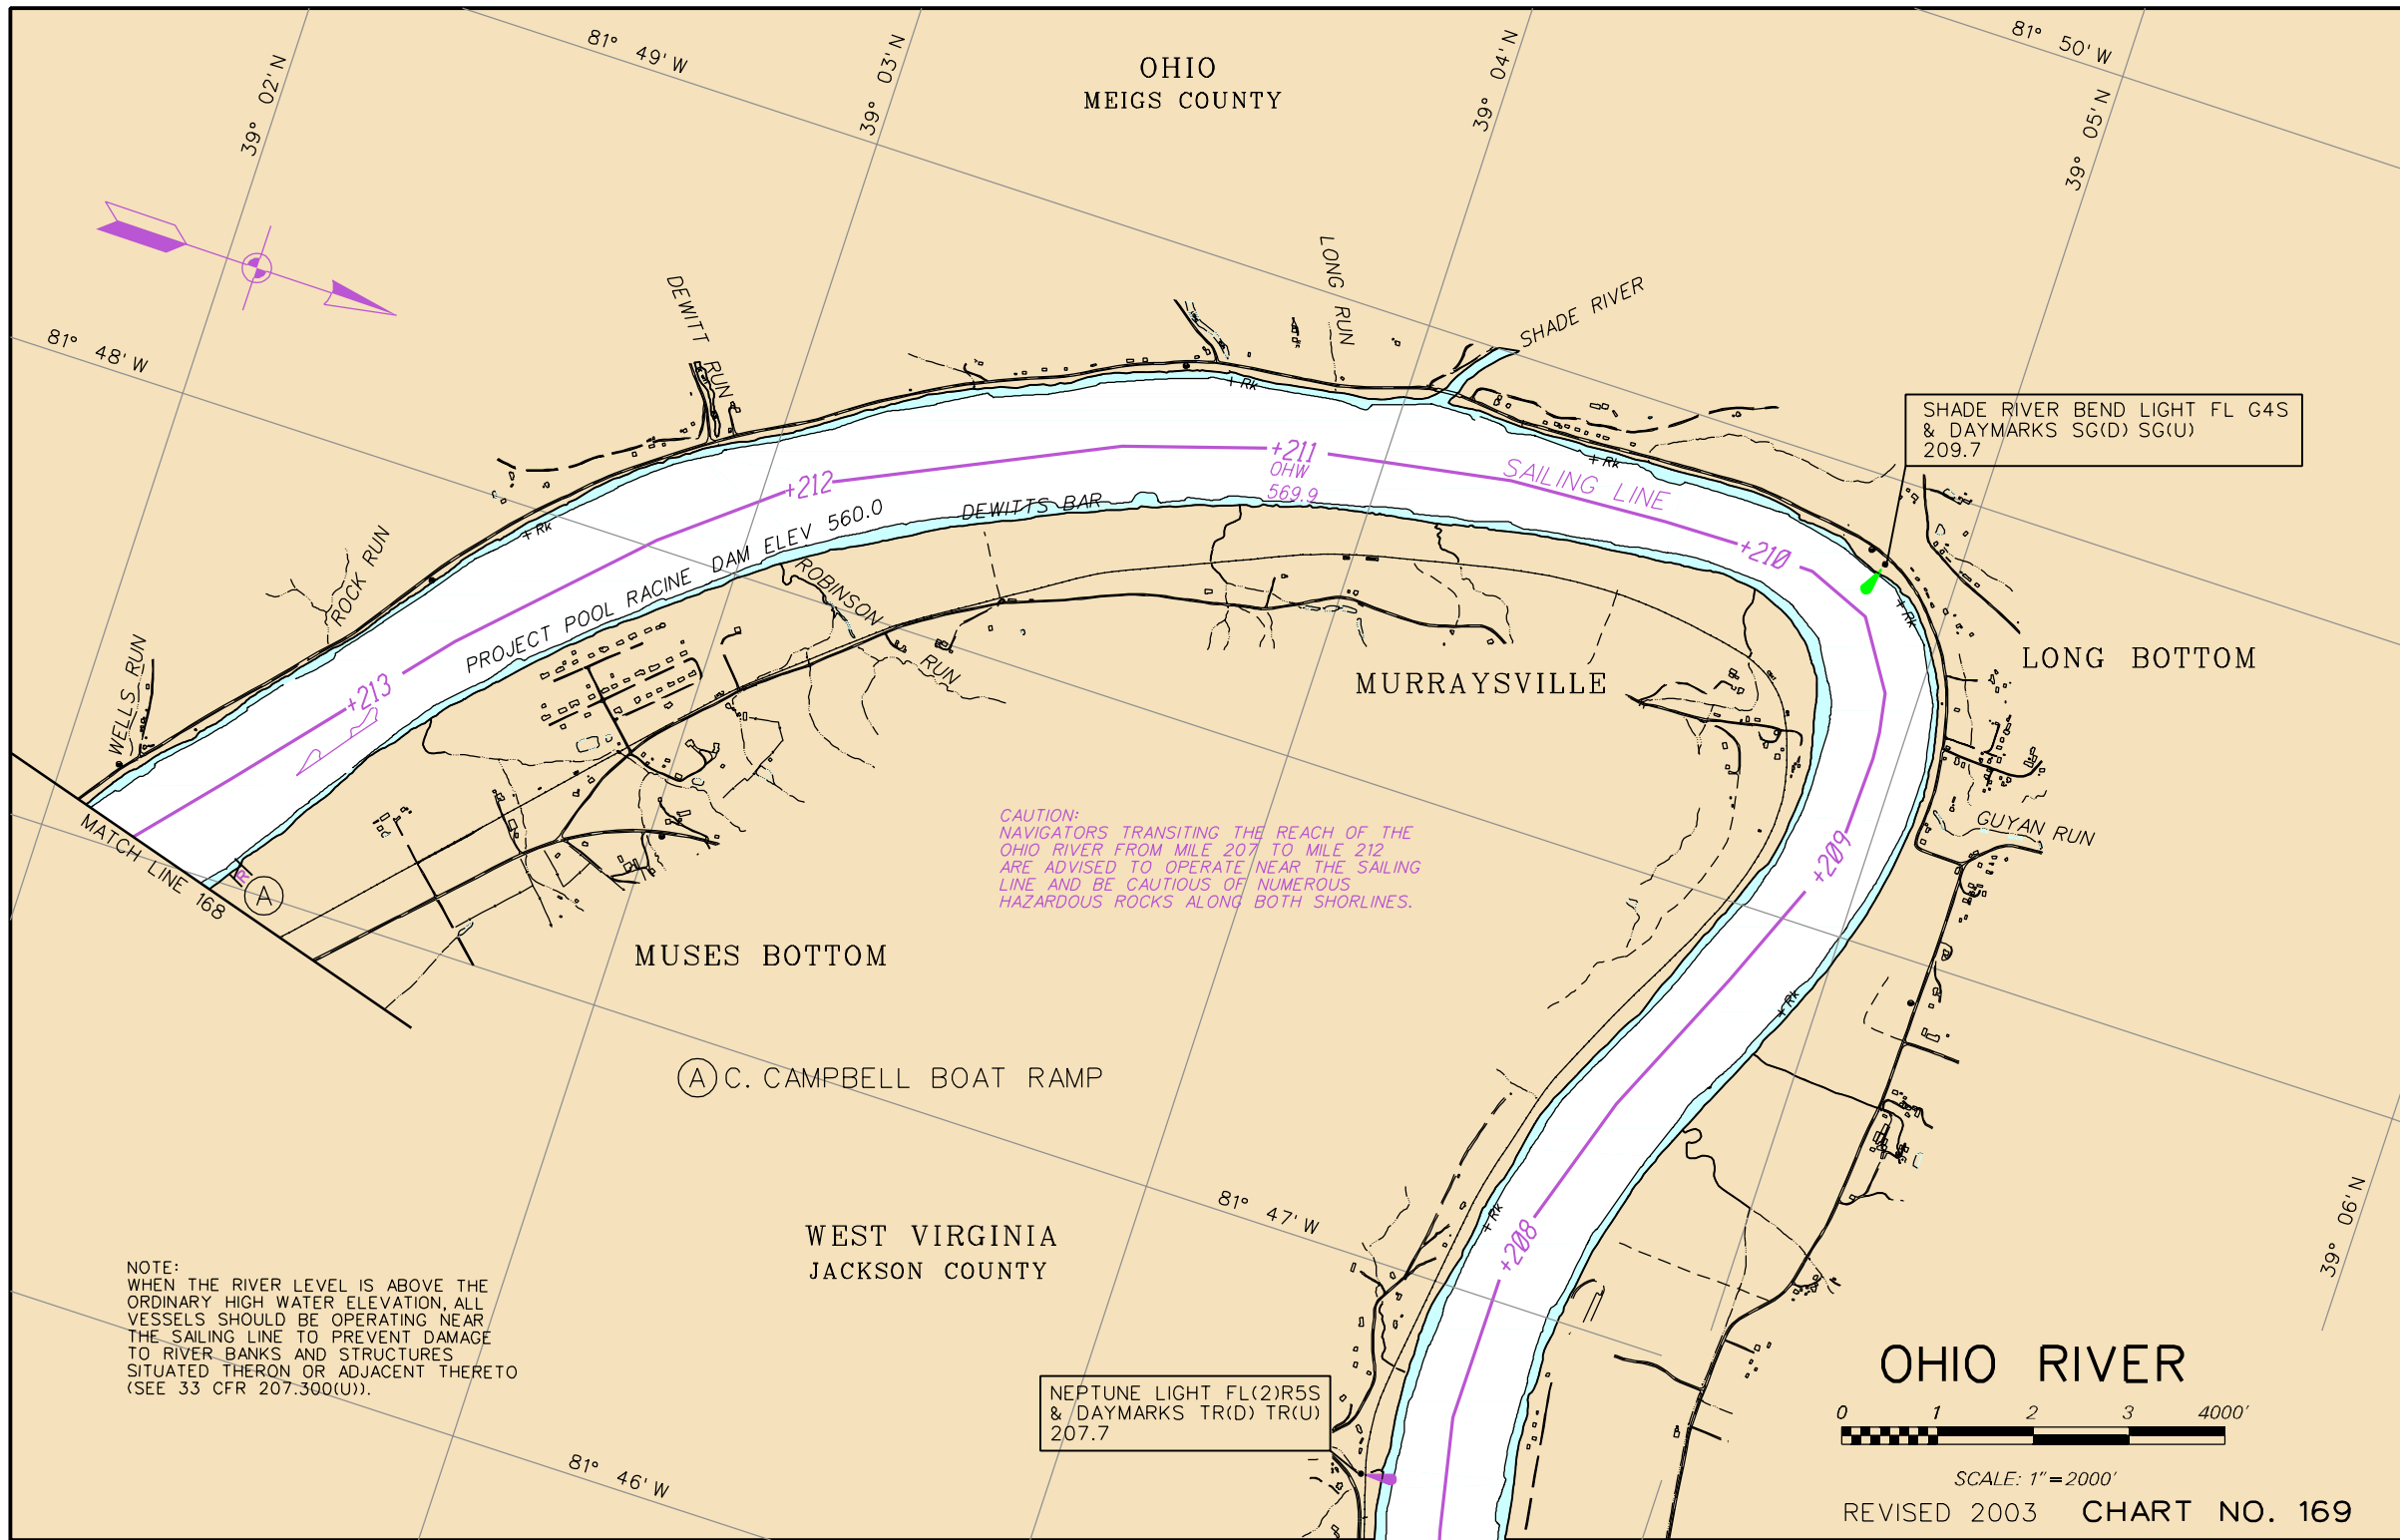 81° 49' W
81° 50' W
39° 02' N
39° 03' N
39° 04' N
39° 05' N
OHIO
MEIGS COUNTY
81° 48' W
DEWITT RUN
LONG RUN
SHADE RIVER
+ Rk
SHADE RIVER BEND LIGHT FL G4S
& DAYMARKS SG(D) SG(U)
209.7
+211
OHW
569.9
SAILING LINE
+ Rk
+212
DEWITTS BAR
+ Rk
PROJECT POOL RACINE DAM ELEV 560.0
+210
ROCK RUN
ROBINSON RUN
+ Rk
WELLS RUN
+213
MURRAYSVILLE
LONG BOTTOM
MATCH LINE 168
R
A
CAUTION:
NAVIGATORS TRANSITING THE REACH OF THE
OHIO RIVER FROM MILE 207 TO MILE 212
ARE ADVISED TO OPERATE NEAR THE SAILING
LINE AND BE CAUTIOUS OF NUMEROUS
HAZARDOUS ROCKS ALONG BOTH SHORLINES.
+209
GUYAN RUN
MUSES BOTTOM
+ Rk
A C. CAMPBELL BOAT RAMP
81° 47' W
+ Rk
+208
39° 06' N
WEST VIRGINIA
JACKSON COUNTY
NOTE:
WHEN THE RIVER LEVEL IS ABOVE THE
ORDINARY HIGH WATER ELEVATION, ALL
VESSELS SHOULD BE OPERATING NEAR
THE SAILING LINE TO PREVENT DAMAGE
TO RIVER BANKS AND STRUCTURES
SITUATED THERON OR ADJACENT THERETO
(SEE 33 CFR 207.300(U)).
NEPTUNE LIGHT FL(2)R5S
& DAYMARKS TR(D) TR(U)
207.7
81° 46' W
OHIO RIVER
0 1 2 3 4000'
SCALE: 1"=2000'
REVISED 2003 CHART NO. 169